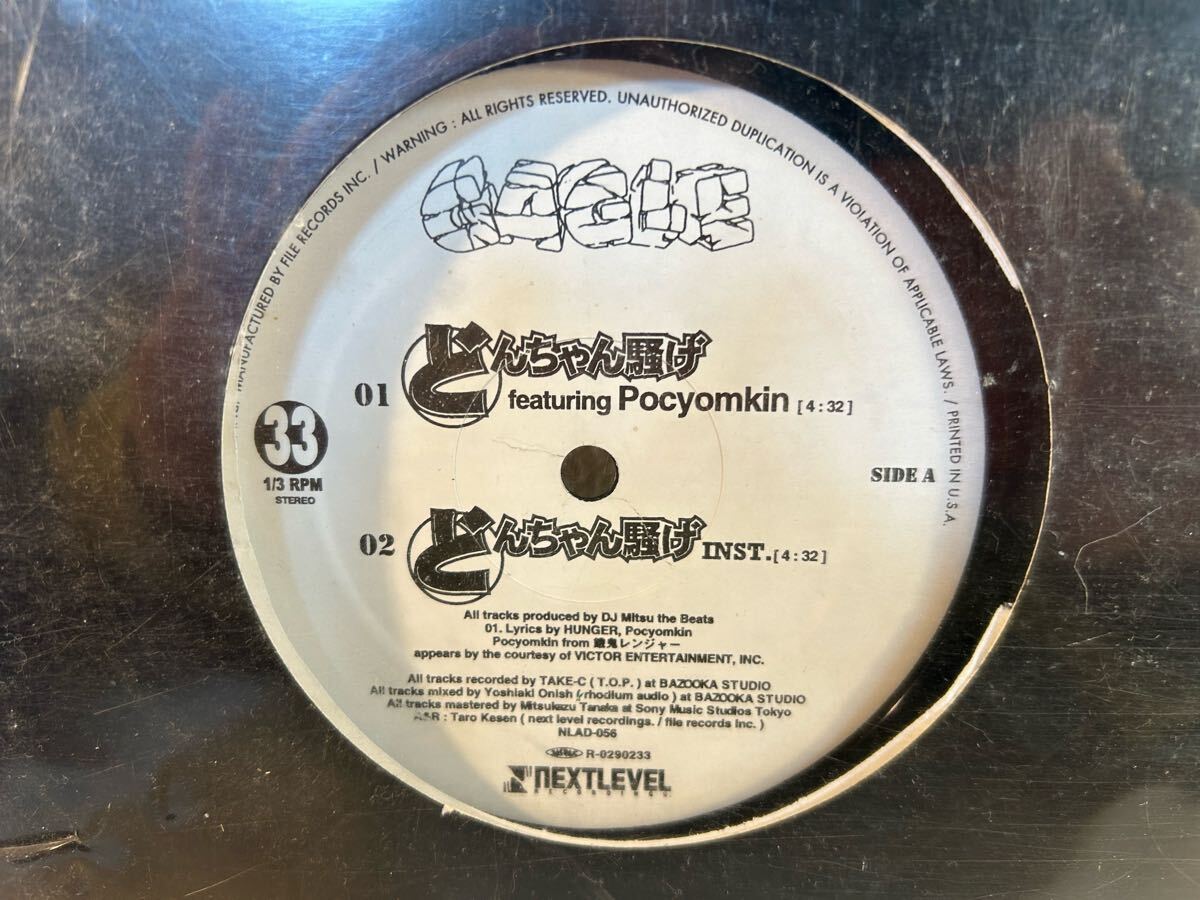 MANUFACTURED BY FILE RECORDS INC. / WARNING : ALL RIGHTS RESERVED. UNAUTHORIZED DUPLICATION IS A VIOLATION OF APPLICABLE LAWS. / PRINTED IN U.S.A.
GAGLE
01 どんちゃん騒げ
featuring Pocyomkin [4:32]
33
1/3 RPM
STEREO
SIDE A
02 どんちゃん騒げ INST. [4:32]
All tracks produced by DJ Mitsu the Beats
01. Lyrics by HUNGER, Pocyomkin
Pocyomkin from 餓鬼レンジャー
appears by the courtesy of VICTOR ENTERTAINMENT, INC.
All tracks recorded by TAKE-C ( T.O.P. ) at BAZOOKA STUDIO
All tracks mixed by Yoshiaki Onish (rhodium audio ) at BAZOOKA STUDIO
All tracks mastered by Mitsukazu Tanaka at Sony Music Studios Tokyo
A&R : Taro Kesen ( next level recordings. / file records Inc. )
NLAD-056
R-0290233
NEXTLEVEL
RECORDINGS.